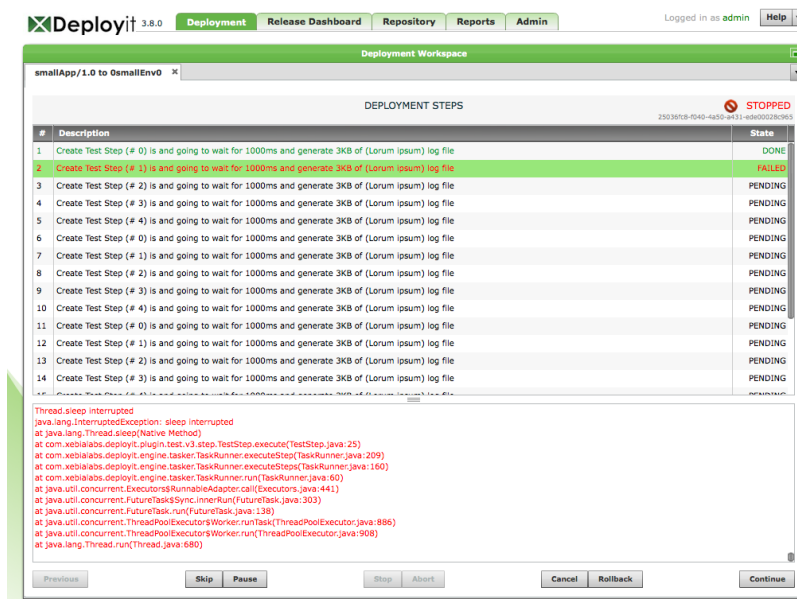 Deployit 3.8.0 Deployment Release Dashboard Repository Reports Admin Logged in as admin Help
Deployment Workspace
smallApp/1.0 to 0smallEnv0
DEPLOYMENT STEPS STOPPED
25036fc8-f040-4a50-a431-ede00028c965
# Description State
1 Create Test Step (# 0) is and going to wait for 1000ms and generate 3KB of (Lorum ipsum) log file DONE
2 Create Test Step (# 1) is and going to wait for 1000ms and generate 3KB of (Lorum ipsum) log file FAILED
3 Create Test Step (# 2) is and going to wait for 1000ms and generate 3KB of (Lorum ipsum) log file PENDING
4 Create Test Step (# 3) is and going to wait for 1000ms and generate 3KB of (Lorum ipsum) log file PENDING
5 Create Test Step (# 4) is and going to wait for 1000ms and generate 3KB of (Lorum ipsum) log file PENDING
6 Create Test Step (# 0) is and going to wait for 1000ms and generate 3KB of (Lorum ipsum) log file PENDING
7 Create Test Step (# 1) is and going to wait for 1000ms and generate 3KB of (Lorum ipsum) log file PENDING
8 Create Test Step (# 2) is and going to wait for 1000ms and generate 3KB of (Lorum ipsum) log file PENDING
9 Create Test Step (# 3) is and going to wait for 1000ms and generate 3KB of (Lorum ipsum) log file PENDING
10 Create Test Step (# 4) is and going to wait for 1000ms and generate 3KB of (Lorum ipsum) log file PENDING
11 Create Test Step (# 0) is and going to wait for 1000ms and generate 3KB of (Lorum ipsum) log file PENDING
12 Create Test Step (# 1) is and going to wait for 1000ms and generate 3KB of (Lorum ipsum) log file PENDING
13 Create Test Step (# 2) is and going to wait for 1000ms and generate 3KB of (Lorum ipsum) log file PENDING
14 Create Test Step (# 3) is and going to wait for 1000ms and generate 3KB of (Lorum ipsum) log file PENDING
15 Create Test Step (# 4) is and going to wait for 1000ms and generate 3KB of (Lorum ipsum) log file PENDING
Thread.sleep interrupted
java.lang.InterruptedException: sleep interrupted
at java.lang.Thread.sleep(Native Method)
at com.xebialabs.deployit.plugin.test.v3.step.TestStep.execute(TestStep.java:25)
at com.xebialabs.deployit.engine.tasker.TaskRunner.executeStep(TaskRunner.java:209)
at com.xebialabs.deployit.engine.tasker.TaskRunner.executeSteps(TaskRunner.java:160)
at com.xebialabs.deployit.engine.tasker.TaskRunner.run(TaskRunner.java:60)
at java.util.concurrent.Executors$RunnableAdapter.call(Executors.java:441)
at java.util.concurrent.FutureTask$Sync.innerRun(FutureTask.java:303)
at java.util.concurrent.FutureTask.run(FutureTask.java:138)
at java.util.concurrent.ThreadPoolExecutor$Worker.runTask(ThreadPoolExecutor.java:886)
at java.util.concurrent.ThreadPoolExecutor$Worker.run(ThreadPoolExecutor.java:908)
at java.lang.Thread.run(Thread.java:680)
Previous Skip Pause Stop Abort Cancel Rollback Continue